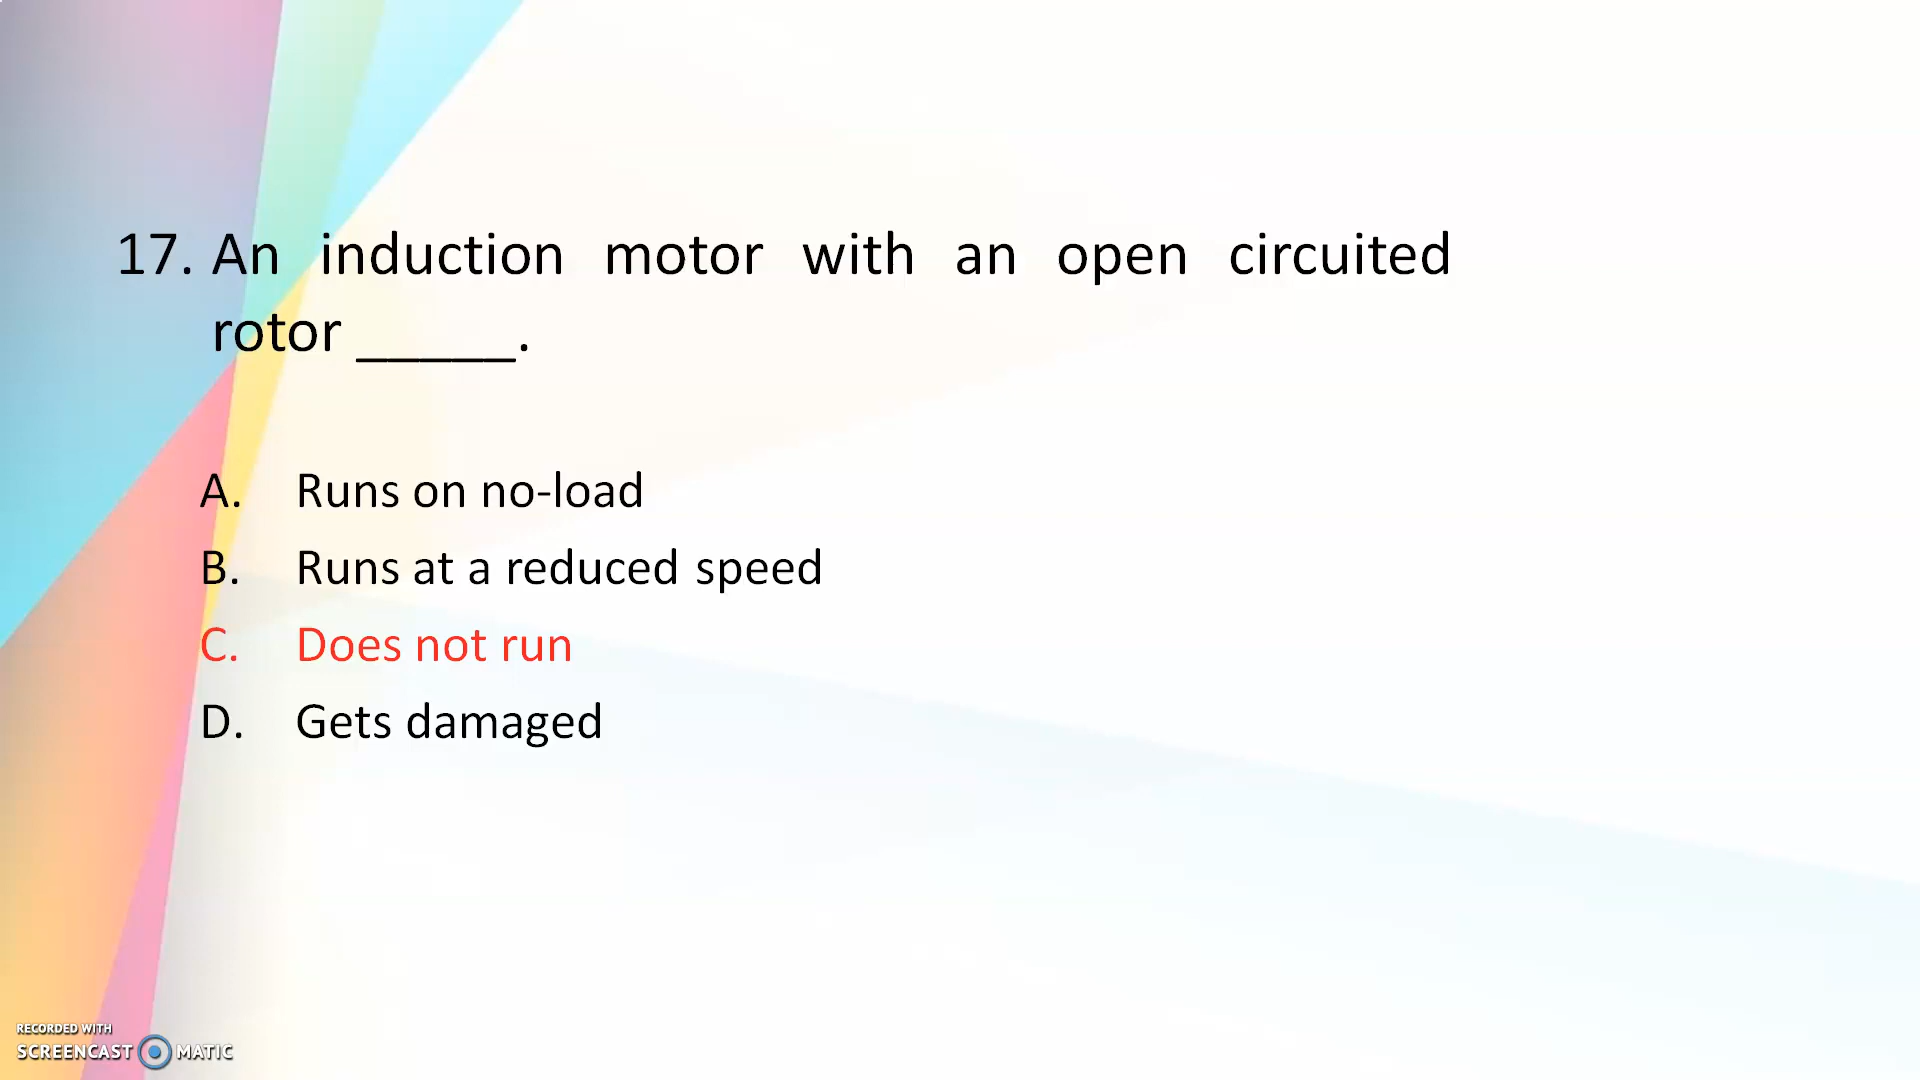 17. An induction motor with an open circuited
rotor _____.
A. Runs on no-load
B. Runs at a reduced speed
C. Does not run
D. Gets damaged
RECORDED WITH
SCREENCAST MATIC